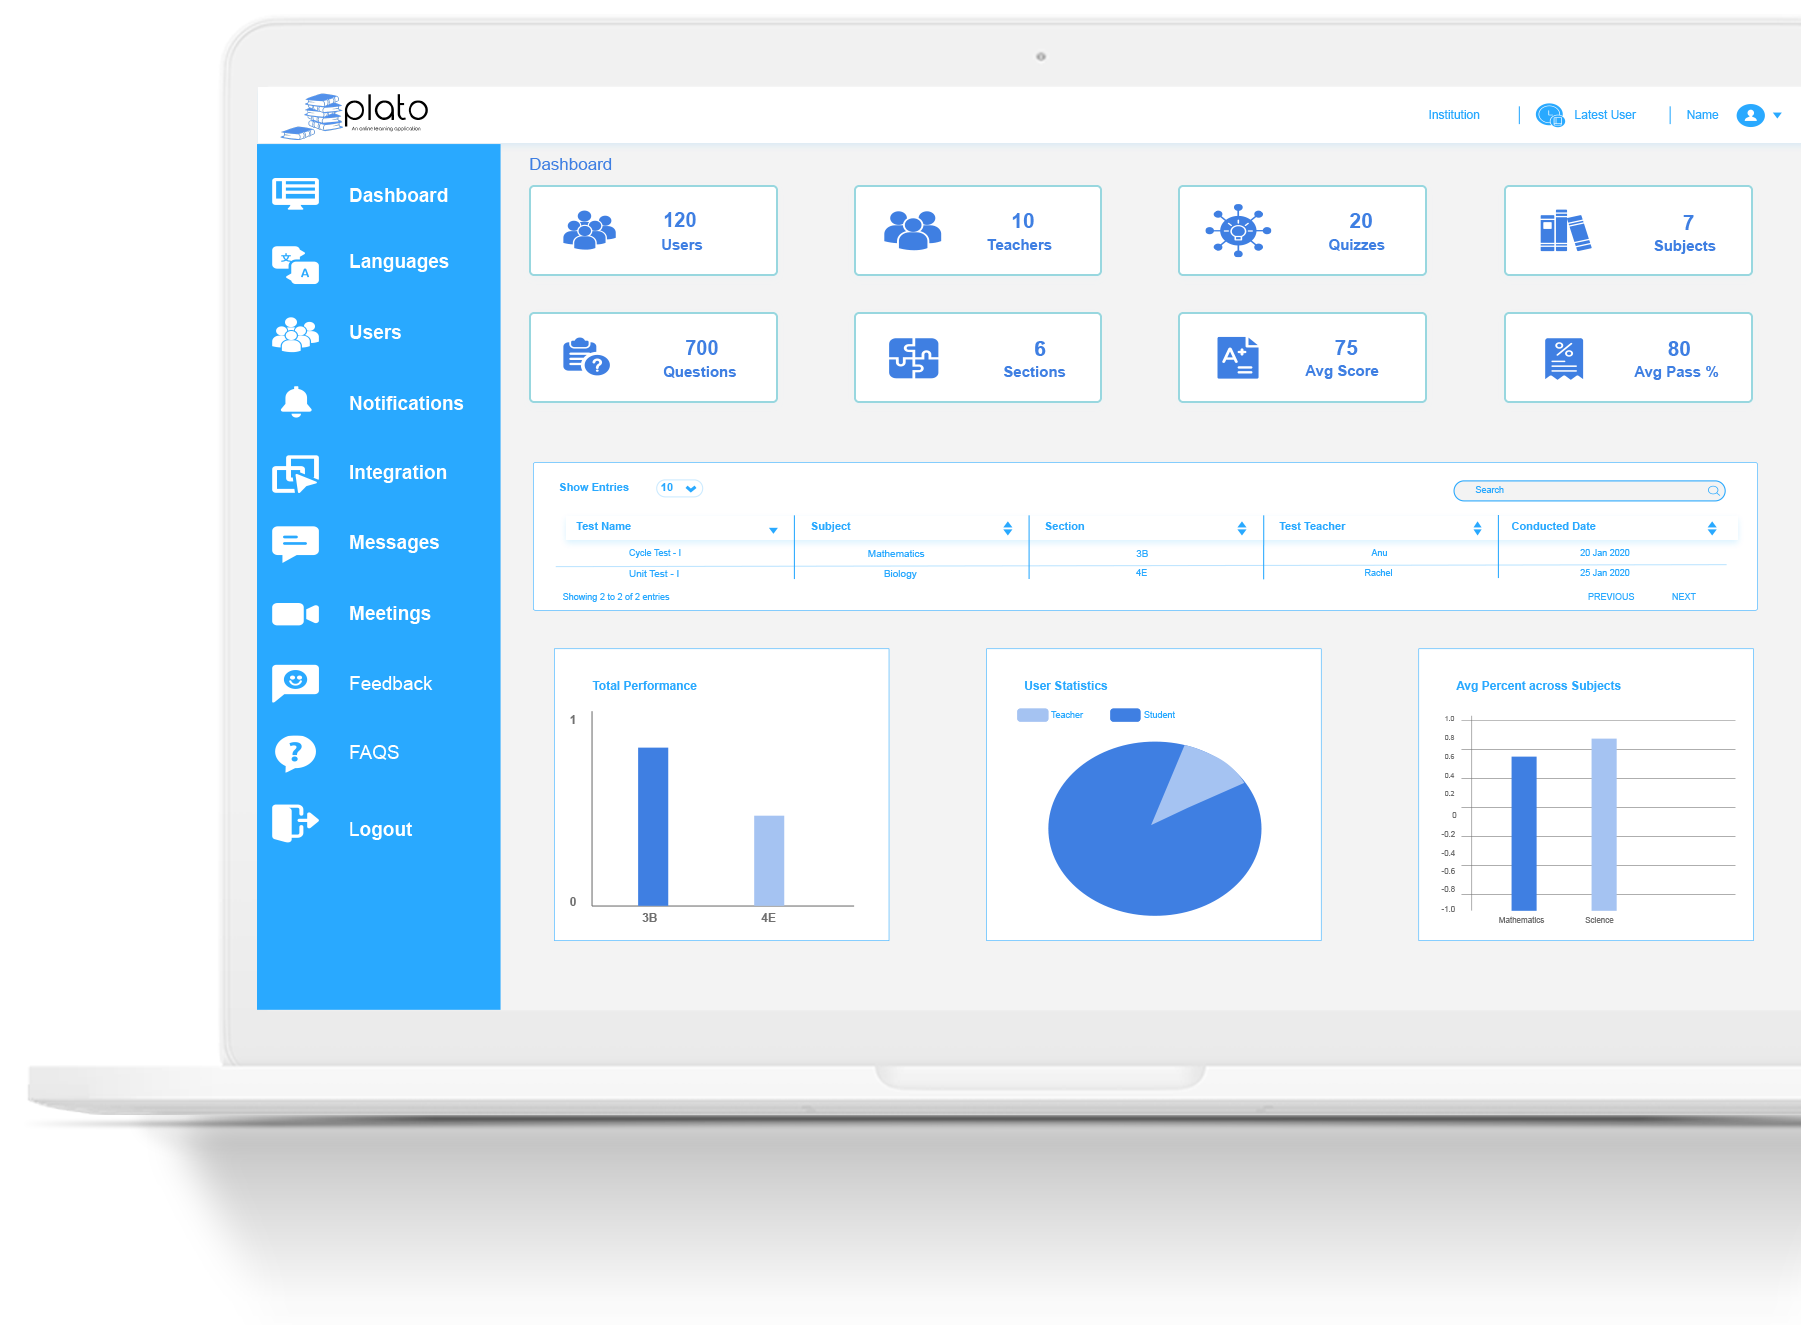 plato
An online learning application
Institution
Latest User
Name
Dashboard
Languages
Users
Notifications
Integration
Messages
Meetings
Feedback
FAQS
Logout
Dashboard
120
Users
10
Teachers
20
Quizzes
7
Subjects
700
Questions
6
Sections
A+
75
Avg Score
%
80
Avg Pass %
Show Entries 10
Search
Test Name Subject Section Test Teacher Conducted Date
Cycle Test - I Mathematics 3B Anu 20 Jan 2020
Unit Test - I Biology 4E Rachel 25 Jan 2020
Showing 2 to 2 of 2 entries PREVIOUS NEXT
Total Performance
1
0
3B 4E
User Statistics
Teacher Student
Avg Percent across Subjects
1.0
0.8
0.6
0.4
0.2
0
-0.2
-0.4
-0.6
-0.8
-1.0
Mathematics Science